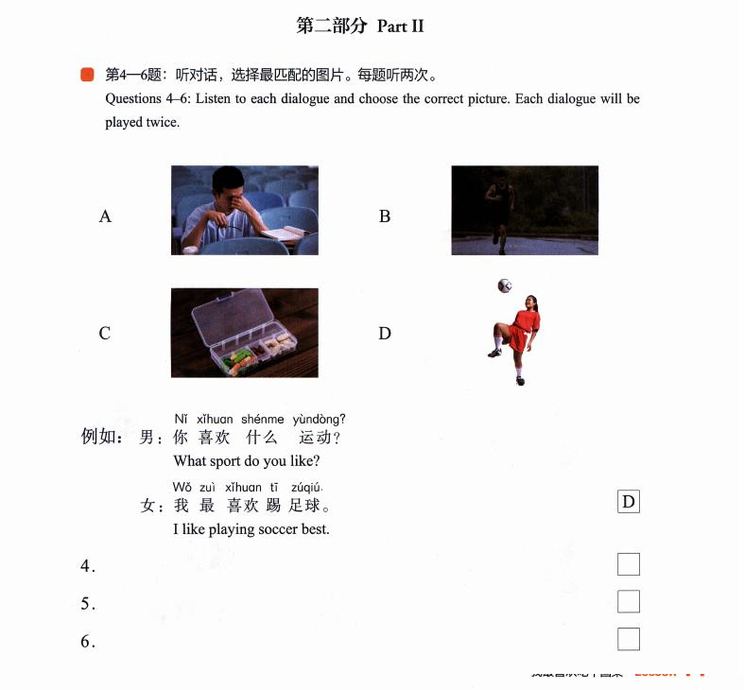 第二部分 Part II
第4—6题：听对话，选择最匹配的图片。每题听两次。
Questions 4–6: Listen to each dialogue and choose the correct picture. Each dialogue will be
played twice.
A
B
C
D
Nǐ xǐhuan shénme yùndòng?
例如：男：你 喜欢 什么 运动？
What sport do you like?
Wǒ zuì xǐhuan tī zúqiú.
女：我 最 喜欢 踢 足球。
D
I like playing soccer best.
4.
5.
6.